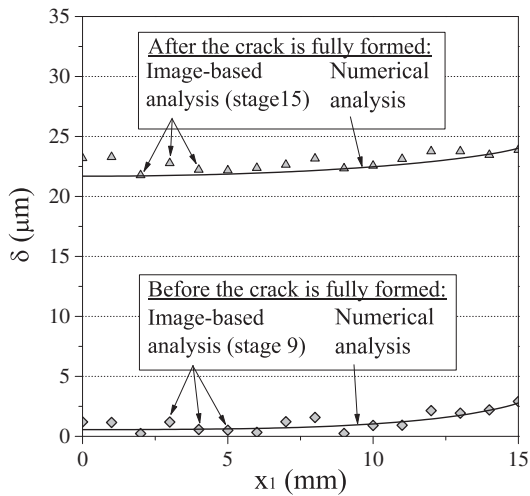 35
30
25
20
15
10
5
0
δ (μm)
After the crack is fully formed:
Image-based Numerical
analysis (stage15) analysis
Before the crack is fully formed:
Image-based Numerical
analysis (stage 9) analysis
0 5 10 15
x1 (mm)